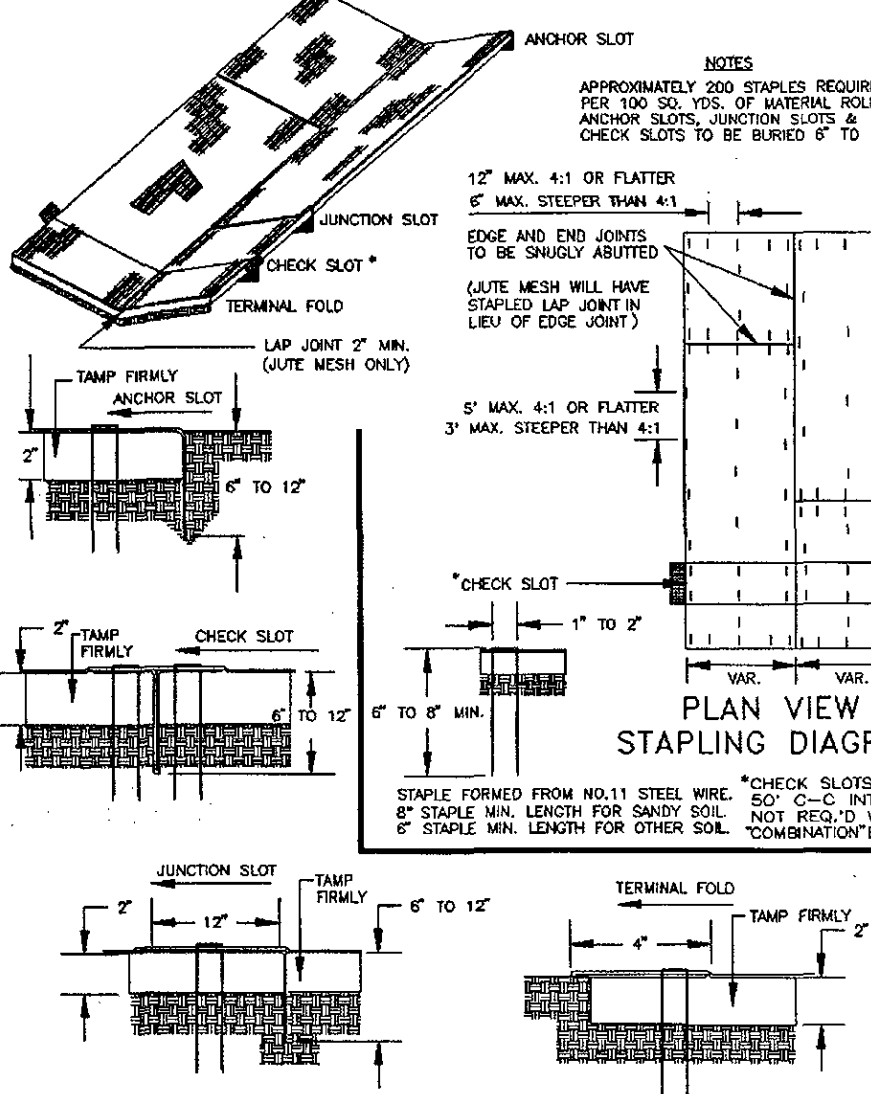 ANCHOR SLOT
JUNCTION SLOT
CHECK SLOT *
TERMINAL FOLD
LAP JOINT 2" MIN.
(JUTE MESH ONLY)
NOTES
APPROXIMATELY 200 STAPLES
PER 100 SQ. YDS. OF MATERIAL
ANCHOR SLOTS, JUNCTION SLOTS &
CHECK SLOTS TO BE BURIED 6" TO
12" MAX. 4:1 OR FLATTER
6" MAX. STEEPER THAN 4:1
EDGE AND END JOINTS
TO BE SNUGLY ABUTTED
(JUTE MESH WILL HAVE
STAPLED LAP JOINT IN
LIEU OF EDGE JOINT)
5' MAX. 4:1 OR FLATTER
3' MAX. STEEPER THAN 4:1
*CHECK SLOT
1" TO 2"
6" TO 8" MIN.
VAR.
VAR.
PLAN VIEW
STAPLING
STAPLE FORMED FROM NO.11 STEEL WIRE.
8" STAPLE MIN. LENGTH FOR SANDY SOIL.
6" STAPLE MIN. LENGTH FOR OTHER SOIL.
*CHECK SLOTS
50' C-C
NOT REQ.'D
"COMBINATION"
TAMP FIRMLY
ANCHOR SLOT
2"
6" TO 12"
2"
TAMP
FIRMLY
CHECK SLOT
6" TO 12"
JUNCTION SLOT
2"
12"
TAMP
FIRMLY
6" TO 12"
TERMINAL FOLD
4"
TAMP FIRMLY
2"